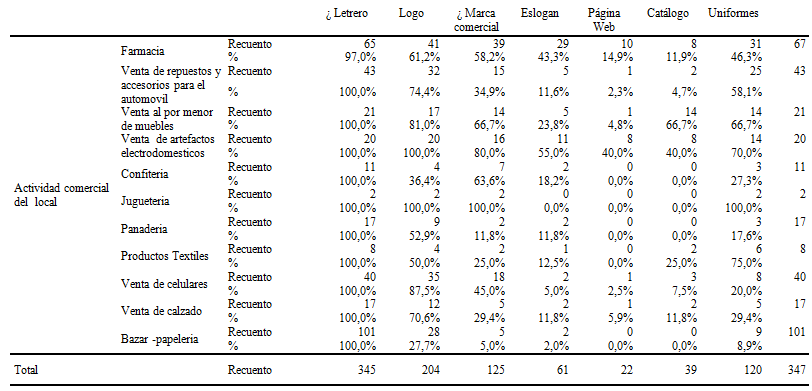 ¿ Letrero Logo ¿ Marca comercial Eslogan Página Web Catálogo Uniformes
Farmacia Recuento 65 41 39 29 10 8 31 67
% 97,0% 61,2% 58,2% 43,3% 14,9% 11,9% 46,3%
Venta de repuestos y accesorios para el automovil Recuento 43 32 15 5 1 2 25 43
% 100,0% 74,4% 34,9% 11,6% 2,3% 4,7% 58,1%
Venta al por menor de muebles Recuento 21 17 14 5 1 14 14 21
% 100,0% 81,0% 66,7% 23,8% 4,8% 66,7% 66,7%
Venta de artefactos electrodomesticos Recuento 20 20 16 11 8 8 14 20
% 100,0% 100,0% 80,0% 55,0% 40,0% 40,0% 70,0%
Confiteria Recuento 11 4 7 2 0 0 3 11
% 100,0% 36,4% 63,6% 18,2% 0,0% 0,0% 27,3%
Actividad comercial del local
Jugueteria Recuento 2 2 2 0 0 0 2 2
% 100,0% 100,0% 100,0% 0,0% 0,0% 0,0% 100,0%
Panaderia Recuento 17 9 2 2 0 0 3 17
% 100,0% 52,9% 11,8% 11,8% 0,0% 0,0% 17,6%
Productos Textiles Recuento 8 4 2 1 0 2 6 8
% 100,0% 50,0% 25,0% 12,5% 0,0% 25,0% 75,0%
Venta de celulares Recuento 40 35 18 2 1 3 8 40
% 100,0% 87,5% 45,0% 5,0% 2,5% 7,5% 20,0%
Venta de calzado Recuento 17 12 5 2 1 2 5 17
% 100,0% 70,6% 29,4% 11,8% 5,9% 11,8% 29,4%
Bazar -papeleria Recuento 101 28 5 2 0 0 9 101
% 100,0% 27,7% 5,0% 2,0% 0,0% 0,0% 8,9%
Total Recuento 345 204 125 61 22 39 120 347